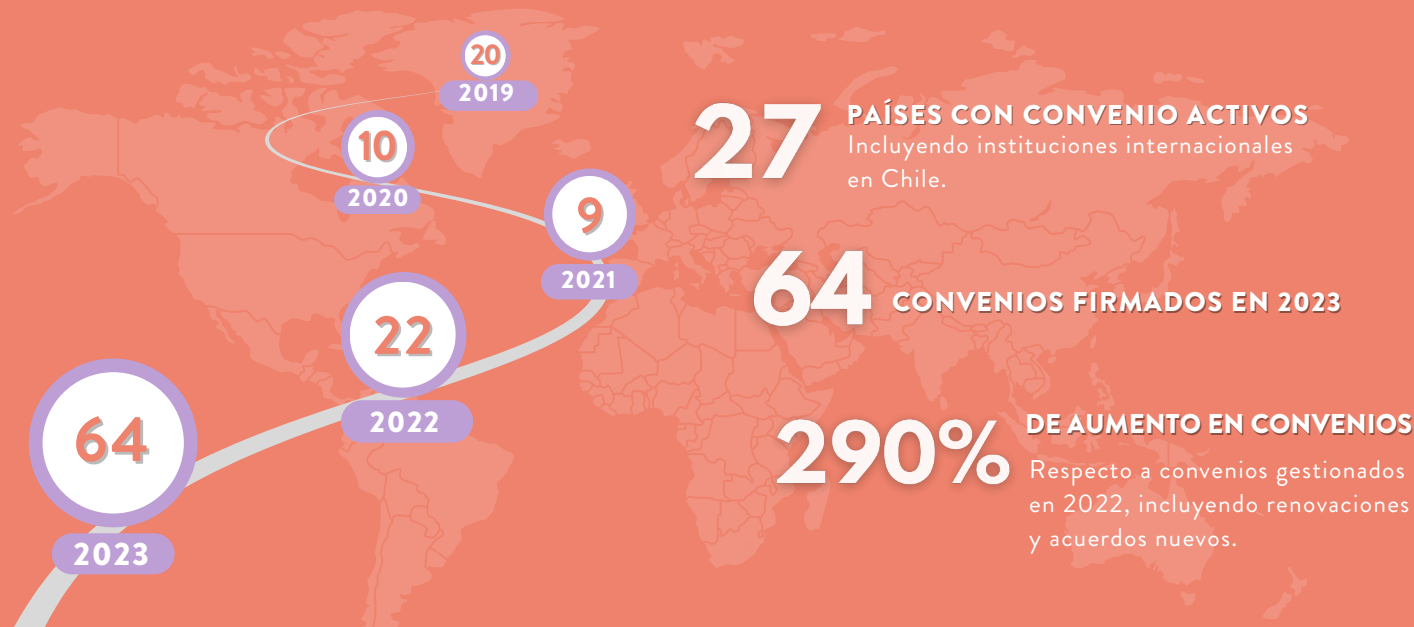 20
2019
10
2020
9
2021
22
2022
64
2023
27
PAÍSES CON CONVENIO ACTIVOS
Incluyendo instituciones internacionales
en Chile.
64
CONVENIOS FIRMADOS EN 2023
290%
DE AUMENTO EN CONVENIOS
Respecto a convenios gestionados
en 2022, incluyendo renovaciones
y acuerdos nuevos.